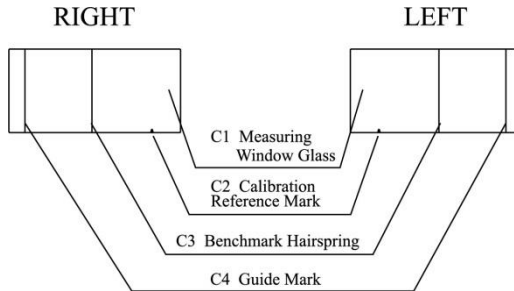 RIGHT LEFT
C1 Measuring
Window Glass
C2 Calibration
Reference Mark
C3 Benchmark Hairspring
C4 Guide Mark